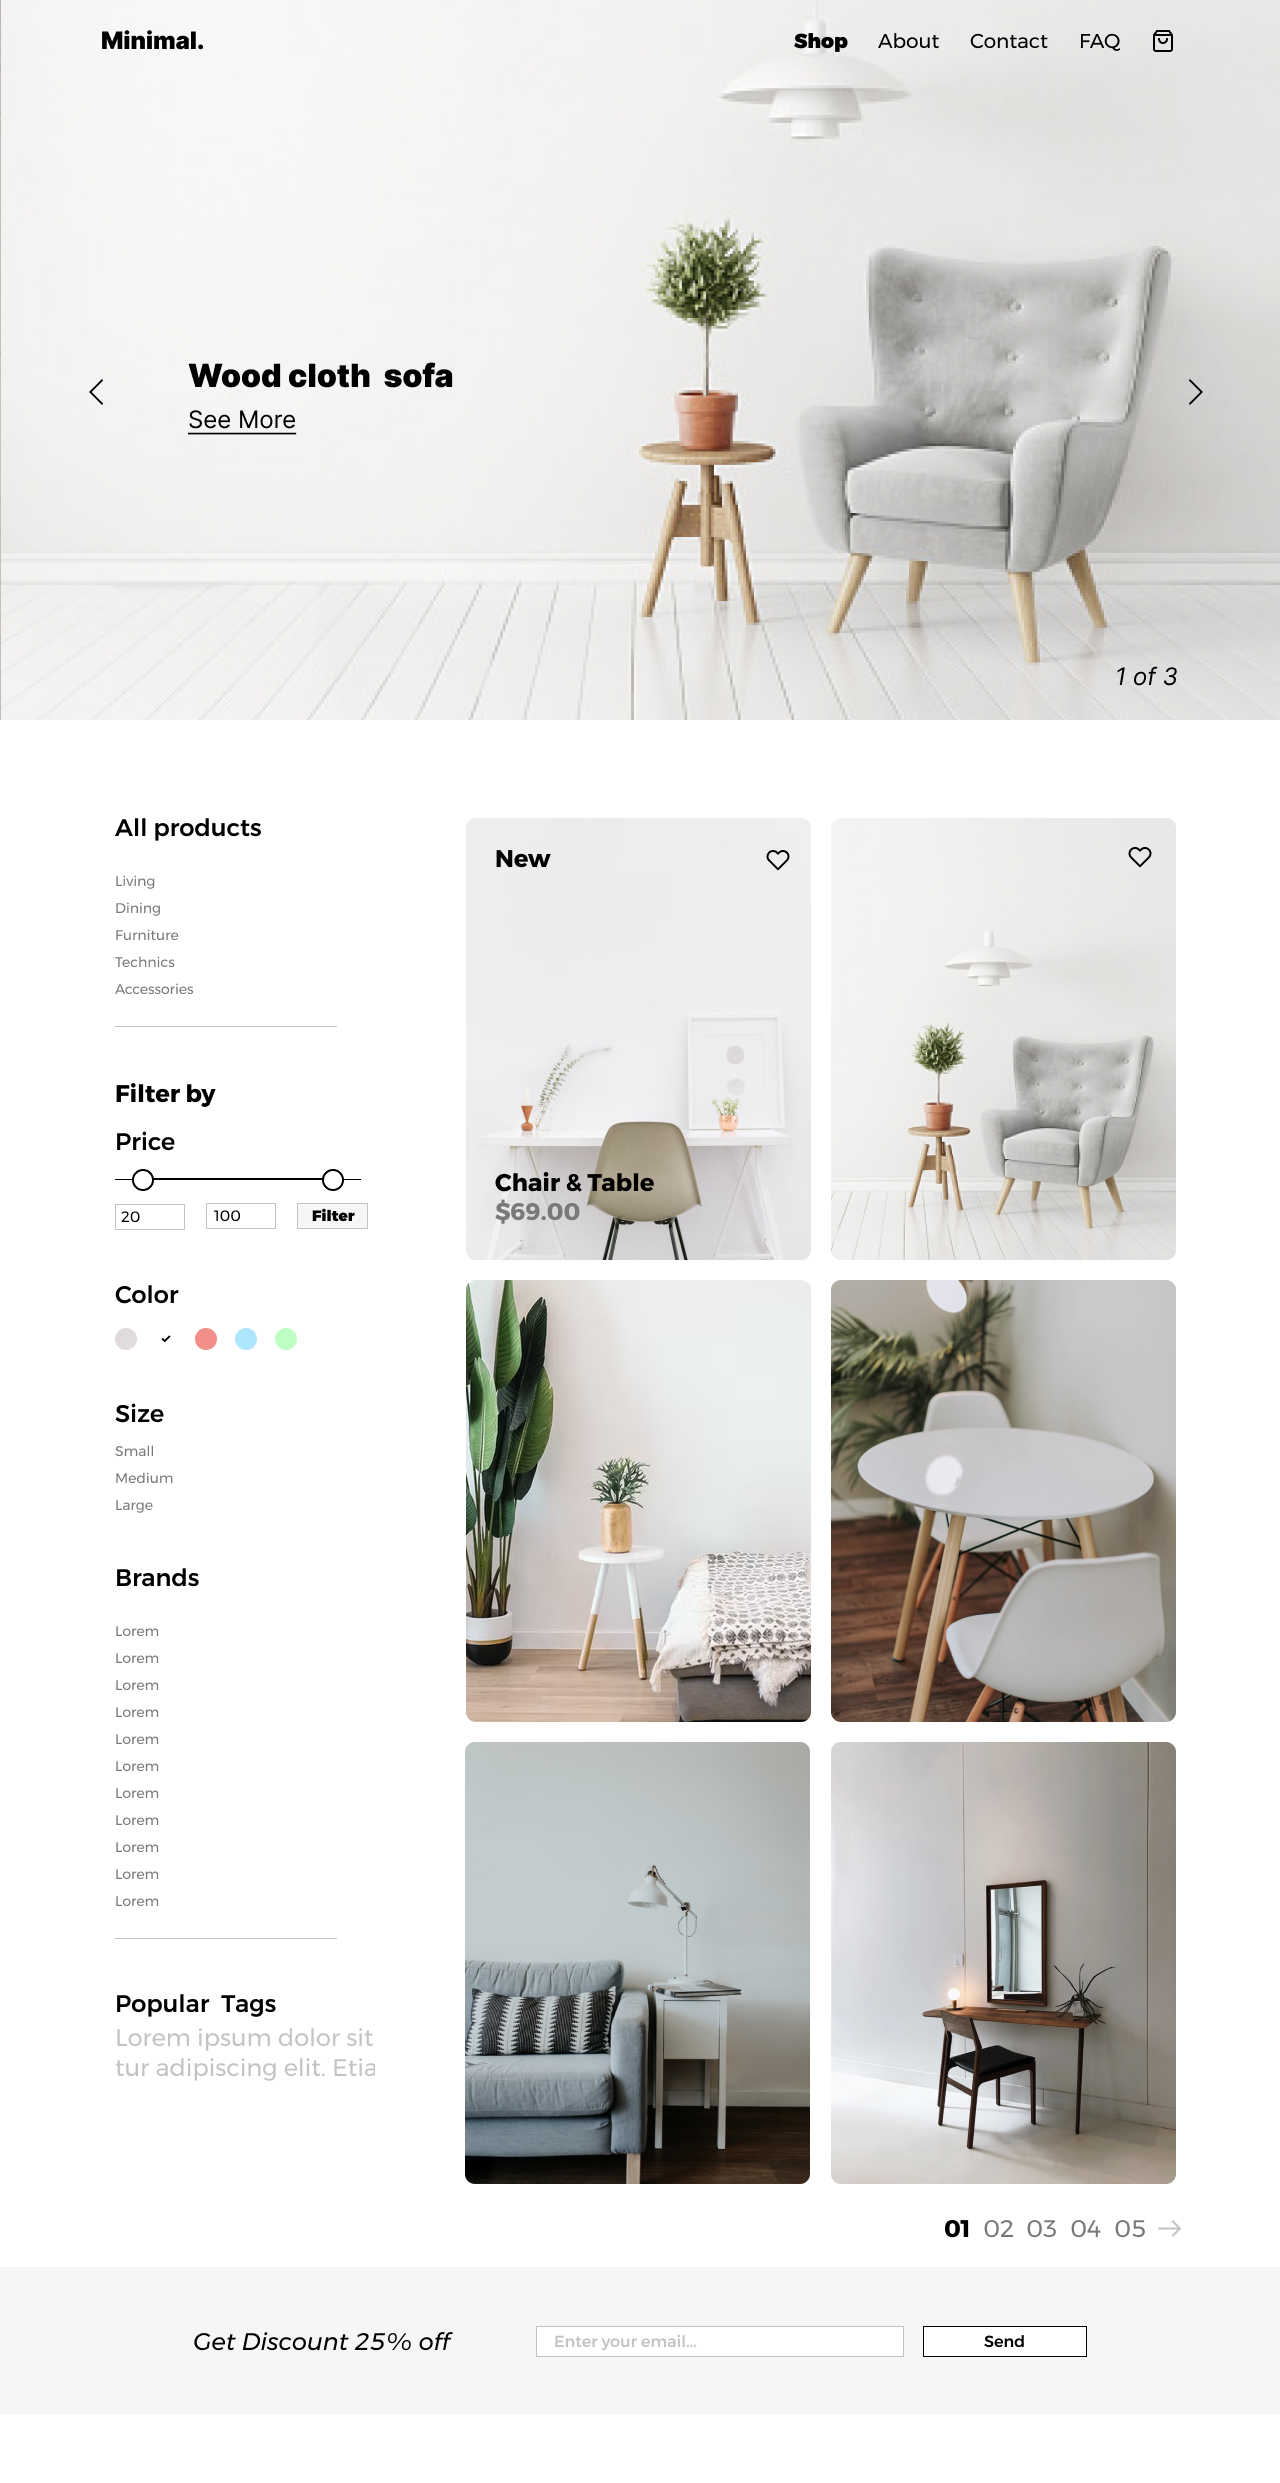 Minimal.
Shop About Contact FAQ
Wood cloth sofa
See More
1 of 3
All products
Living
Dining
Furniture
Technics
Accessories
Filter by
Price
20 100 Filter
Color
Size
Small
Medium
Large
Brands
Lorem
Lorem
Lorem
Lorem
Lorem
Lorem
Lorem
Lorem
Lorem
Lorem
Lorem
Popular Tags
Lorem ipsum dolor sit
tur adipiscing elit. Etia
New
Chair & Table
$69.00
01 02 03 04 05
Get Discount 25% off
Enter your email...
Send